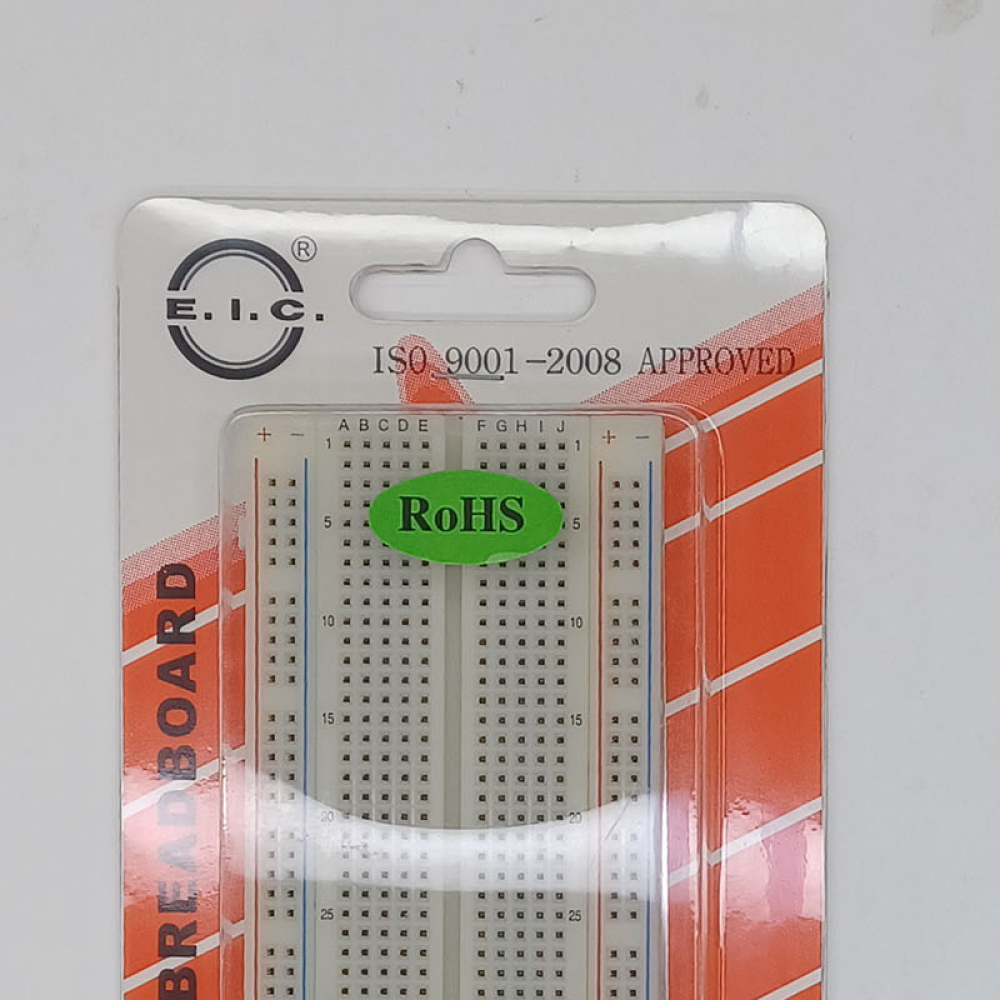 E. I. C. ®
ISO 9001-2008 APPROVED
A B C D E F G H I J
+ − + −
1 1
RoHS
5 5
10 10
15 15
20 20
25 25
BREADBOARD